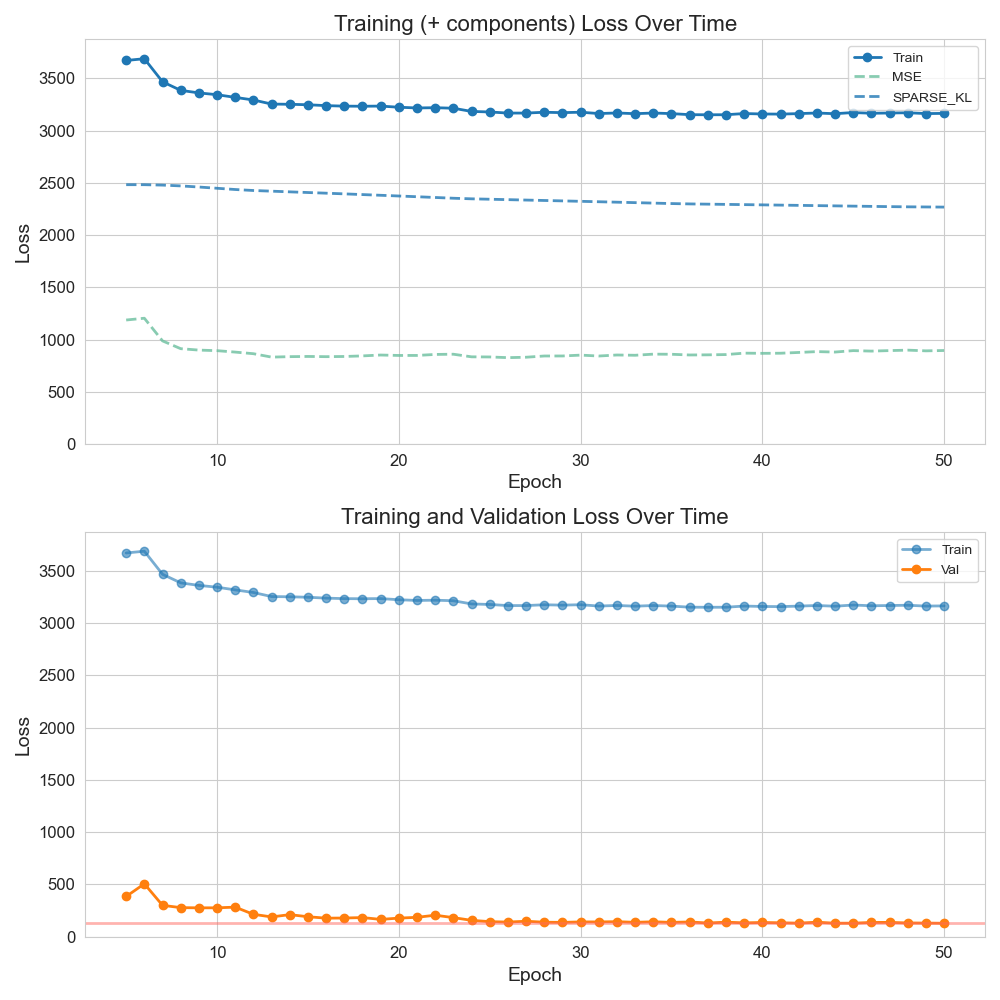 Training (+ components) Loss Over Time
Train
MSE
SPARSE_KL
Loss
3500
3000
2500
2000
1500
1000
500
0
10
20
30
40
50
Epoch
Training and Validation Loss Over Time
Train
Val
Loss
3500
3000
2500
2000
1500
1000
500
0
10
20
30
40
50
Epoch